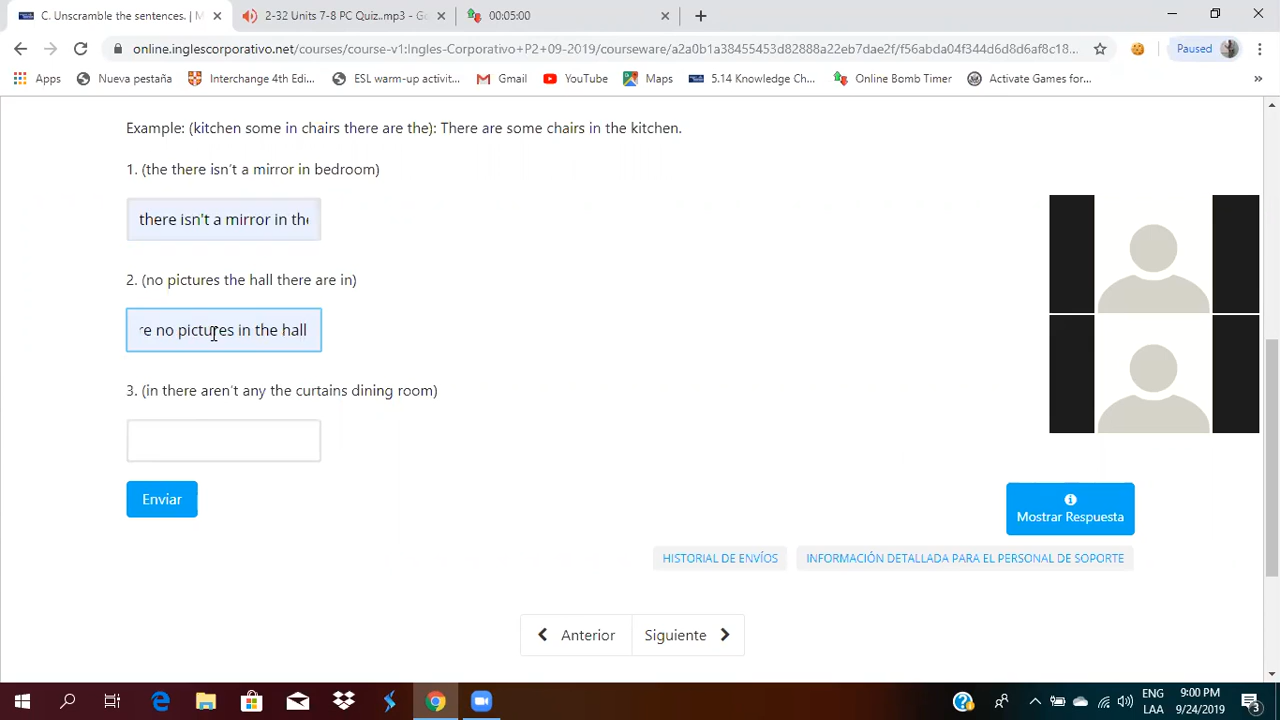 C. Unscramble the sentences. | M
2-32 Units 7-8 PC Quiz..mp3 - Go
00:05:00
online.inglescorporativo.net/courses/course-v1:Ingles-Corporativo+P2+09-2019/courseware/a2a0b1a38455453d82883b22eb7dae2f/f56abda04f344d6d8d6af8c18...
Paused
Apps
Nueva pestaña
Interchange 4th Edi...
ESL warm-up activit...
Gmail
YouTube
Maps
5.14 Knowledge Ch...
Online Bomb Timer
Activate Games for...
»
Example: (kitchen some in chairs there are the): There are some chairs in the kitchen.
1. (the there isn't a mirror in bedroom)
there isn't a mirror in the
2. (no pictures the hall there are in)
re no pictures in the hall
3. (in there aren't any the curtains dining room)
Enviar
Mostrar Respuesta
HISTORIAL DE ENVÍOS
INFORMACIÓN DETALLADA PARA EL PERSONAL DE SOPORTE
Anterior
Siguiente
ENG
LAA
9:00 PM
9/24/2019
3